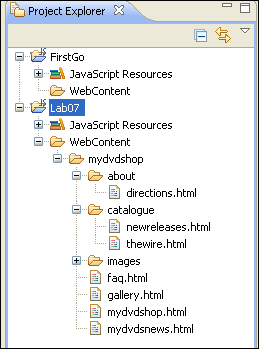 Project Explorer
FirstGo
JavaScript Resources
WebContent
Lab07
JavaScript Resources
WebContent
mydvdshop
about
directions.html
catalogue
newreleases.html
thewire.html
images
faq.html
gallery.html
mydvdshop.html
mydvdsnews.html